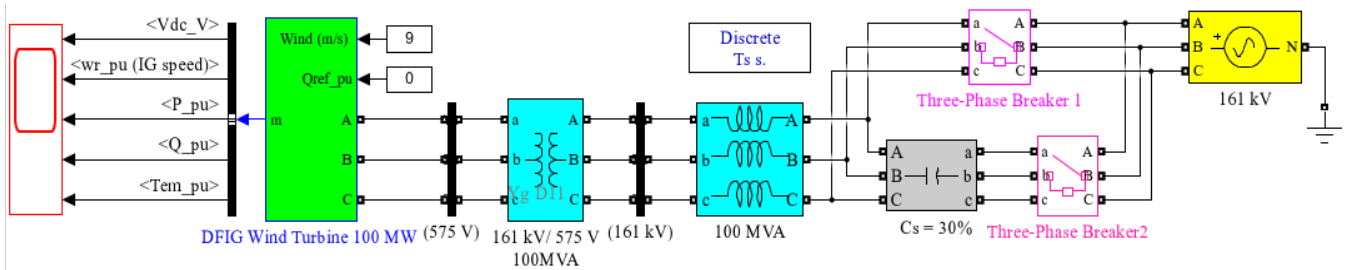 <Vdc_V>
<wr_pu (IG speed)>
<P_pu>
<Q_pu>
<Tem_pu>
Wind (m/s)
9
Qref_pu
0
m
A
B
C
DFIG Wind Turbine 100 MW
(575 V)
a
b
c
A
B
C
Yg D11
161 kV/ 575 V
100MVA
(161 kV)
Discrete
Ts s.
a
b
c
A
B
C
100 MVA
a
b
c
A
B
C
Three-Phase Breaker 1
A
B
C
a
b
c
Cs = 30%
a
b
c
A
B
C
Three-Phase Breaker2
A
B
C
+
N
161 kV